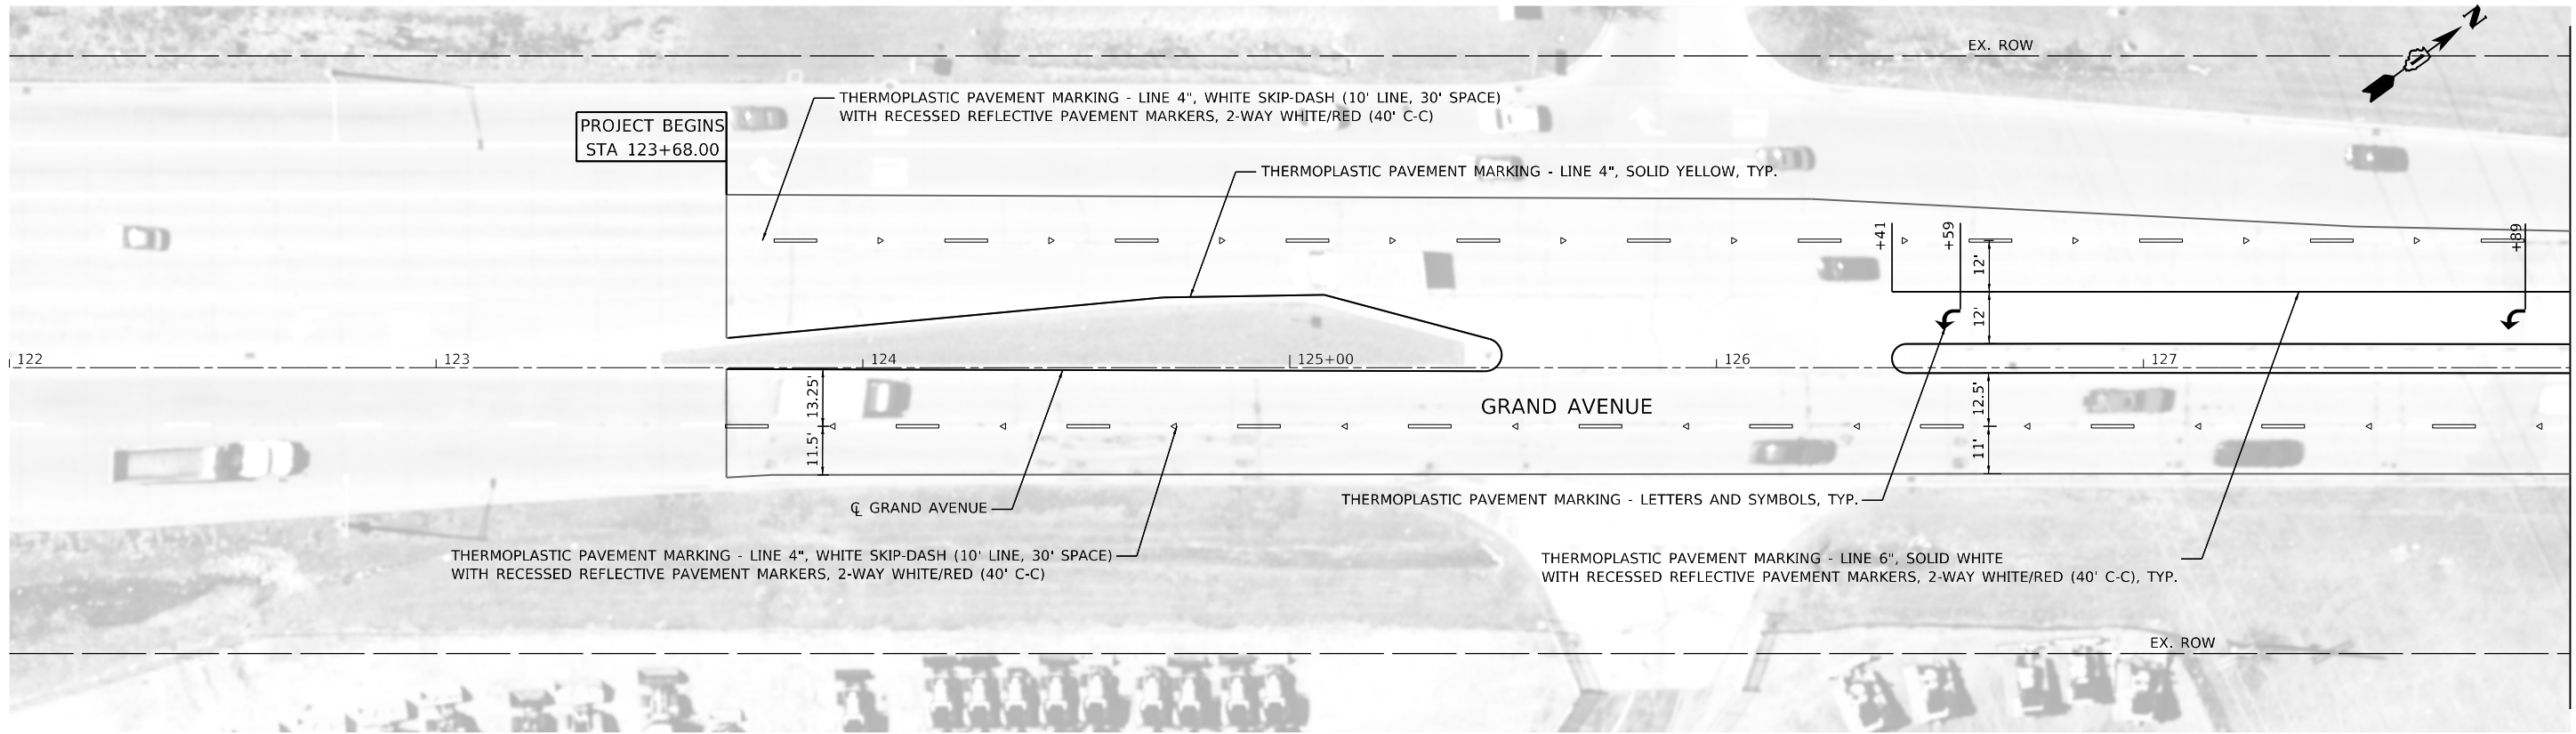 EX. ROW
N
THERMOPLASTIC PAVEMENT MARKING - LINE 4", WHITE SKIP-DASH (10' LINE, 30' SPACE)
WITH RECESSED REFLECTIVE PAVEMENT MARKERS, 2-WAY WHITE/RED (40' C-C)
PROJECT BEGINS
STA 123+68.00
THERMOPLASTIC PAVEMENT MARKING - LINE 4", SOLID YELLOW, TYP.
+41
+59
+89
12'
12'
122
123
124
125+00
126
127
13.25'
11.5'
GRAND AVENUE
12.5'
11'
THERMOPLASTIC PAVEMENT MARKING - LETTERS AND SYMBOLS, TYP.
℄ GRAND AVENUE
THERMOPLASTIC PAVEMENT MARKING - LINE 4", WHITE SKIP-DASH (10' LINE, 30' SPACE)
WITH RECESSED REFLECTIVE PAVEMENT MARKERS, 2-WAY WHITE/RED (40' C-C)
THERMOPLASTIC PAVEMENT MARKING - LINE 6", SOLID WHITE
WITH RECESSED REFLECTIVE PAVEMENT MARKERS, 2-WAY WHITE/RED (40' C-C), TYP.
EX. ROW